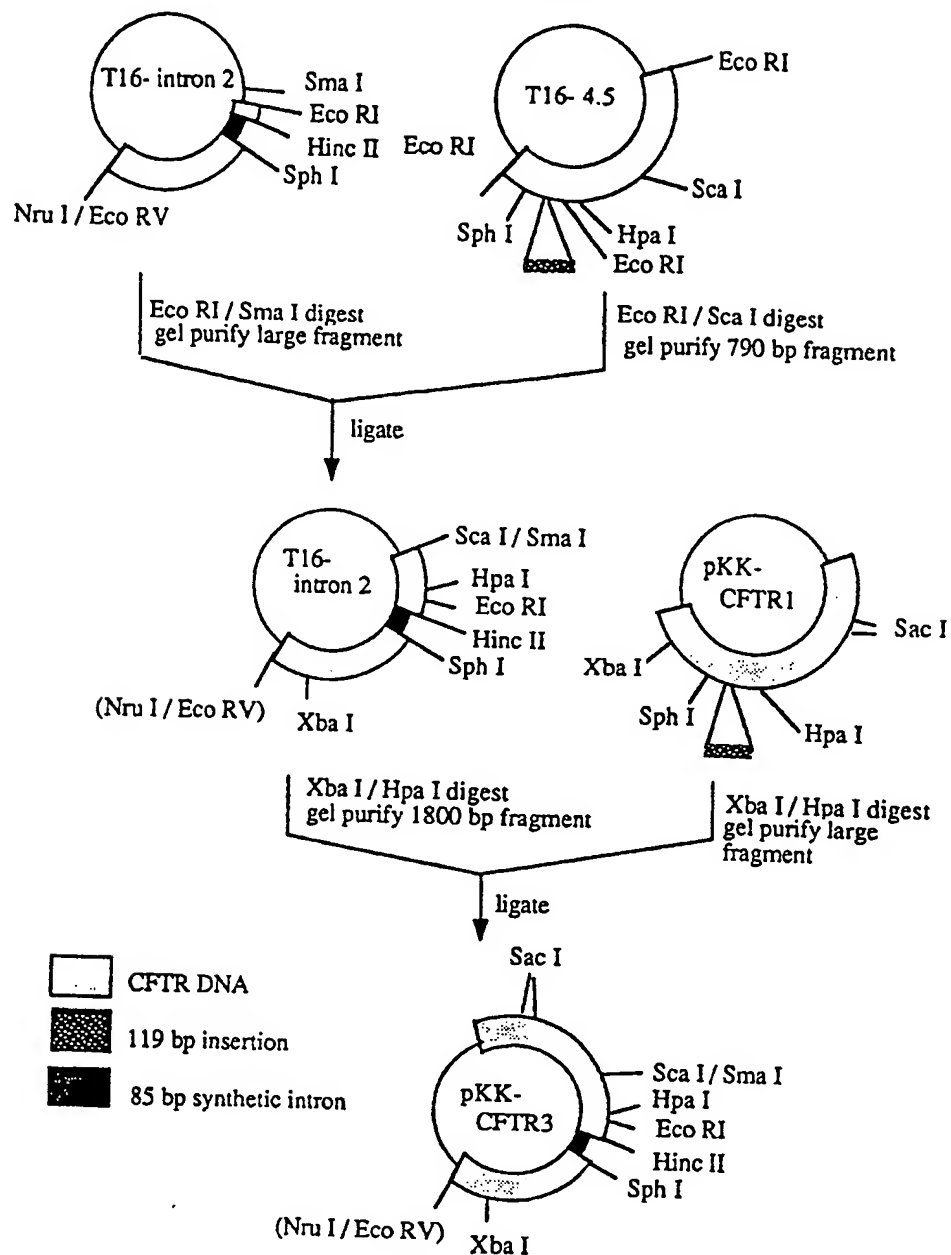 T16- intron 2
Sma I
Eco RI
Hinc II
Sph I
Nru I / Eco RV
T16- 4.5
Eco RI
Eco RI
Sca I
Sph I
Hpa I
Eco RI
Eco RI / Sma I digest
gel purify large fragment
Eco RI / Sca I digest
gel purify 790 bp fragment
ligate
T16-
intron 2
Sca I / Sma I
Hpa I
Eco RI
Hinc II
Sph I
(Nru I / Eco RV)
Xba I
pKK-
CFTR1
Sac I
Xba I
Sph I
Hpa I
Xba I / Hpa I digest
gel purify 1800 bp fragment
Xba I / Hpa I digest
gel purify large
fragment
ligate
CFTR DNA
119 bp insertion
85 bp synthetic intron
Sac I
pKK-
CFTR3
Sca I / Sma I
Hpa I
Eco RI
Hinc II
Sph I
(Nru I / Eco RV)
Xba I